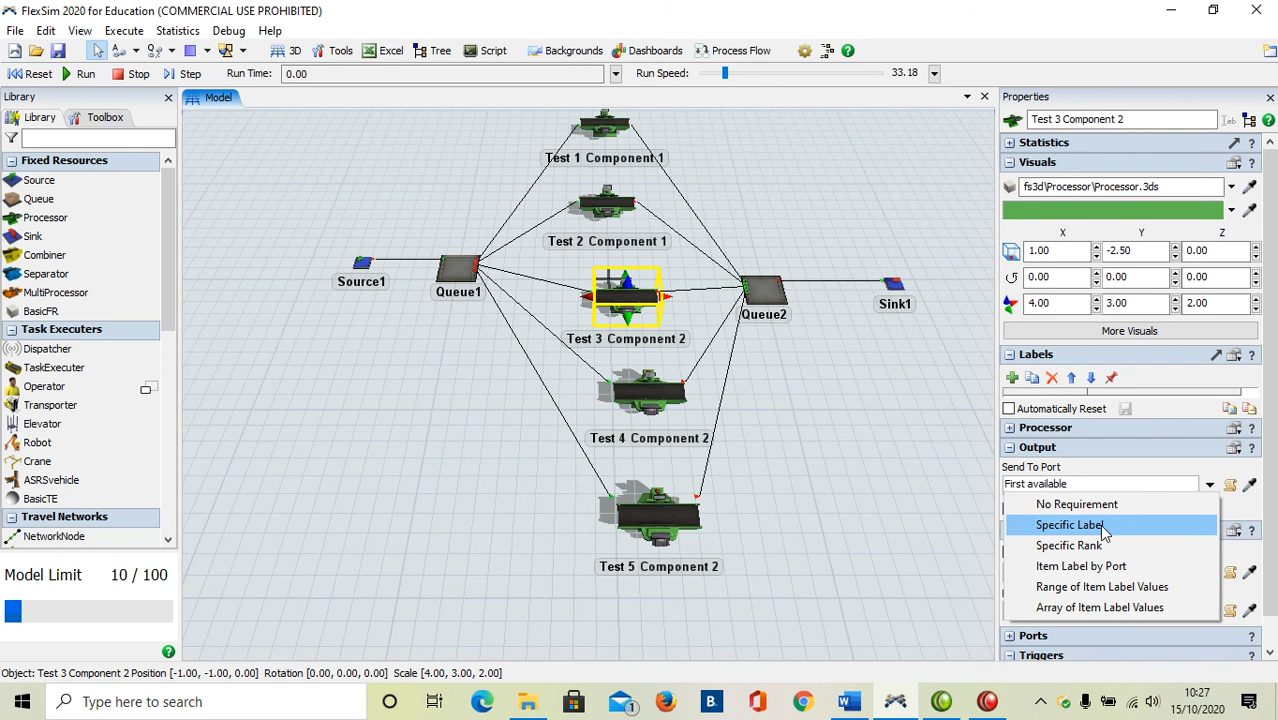 FlexSim 2020 for Education (COMMERCIAL USE PROHIBITED)
File Edit View Execute Statistics Debug Help
3D Tools Excel Tree Script Backgrounds Dashboards Process Flow
Reset Run Stop Step Run Time: 0.00 Run Speed: 33.18
Library
Library Toolbox
Fixed Resources
Source
Queue
Processor
Sink
Combiner
Separator
MultiProcessor
BasicFR
Task Executers
Dispatcher
TaskExecuter
Operator
Transporter
Elevator
Robot
Crane
ASRSvehicle
BasicTE
Travel Networks
NetworkNode
Model Limit 10 / 100
Model
Test 1 Component 1
Test 2 Component 1
Source1
Queue1
Test 3 Component 2
Queue2
Sink1
Test 4 Component 2
Test 5 Component 2
Properties
Test 3 Component 2
Statistics
Visuals
fs3d\Processor\Processor.3ds
X Y Z
1.00 -2.50 0.00
0.00 0.00 0.00
4.00 3.00 2.00
More Visuals
Labels
Automatically Reset
Processor
Output
Send To Port
First available
No Requirement
Specific Label
Specific Rank
Item Label by Port
Range of Item Label Values
Array of Item Label Values
Ports
Triggers
Object: Test 3 Component 2 Position [-1.00, -1.00, 0.00] Rotation [0.00, 0.00, 0.00] Scale [4.00, 3.00, 2.00]
Type here to search
10:27
15/10/2020